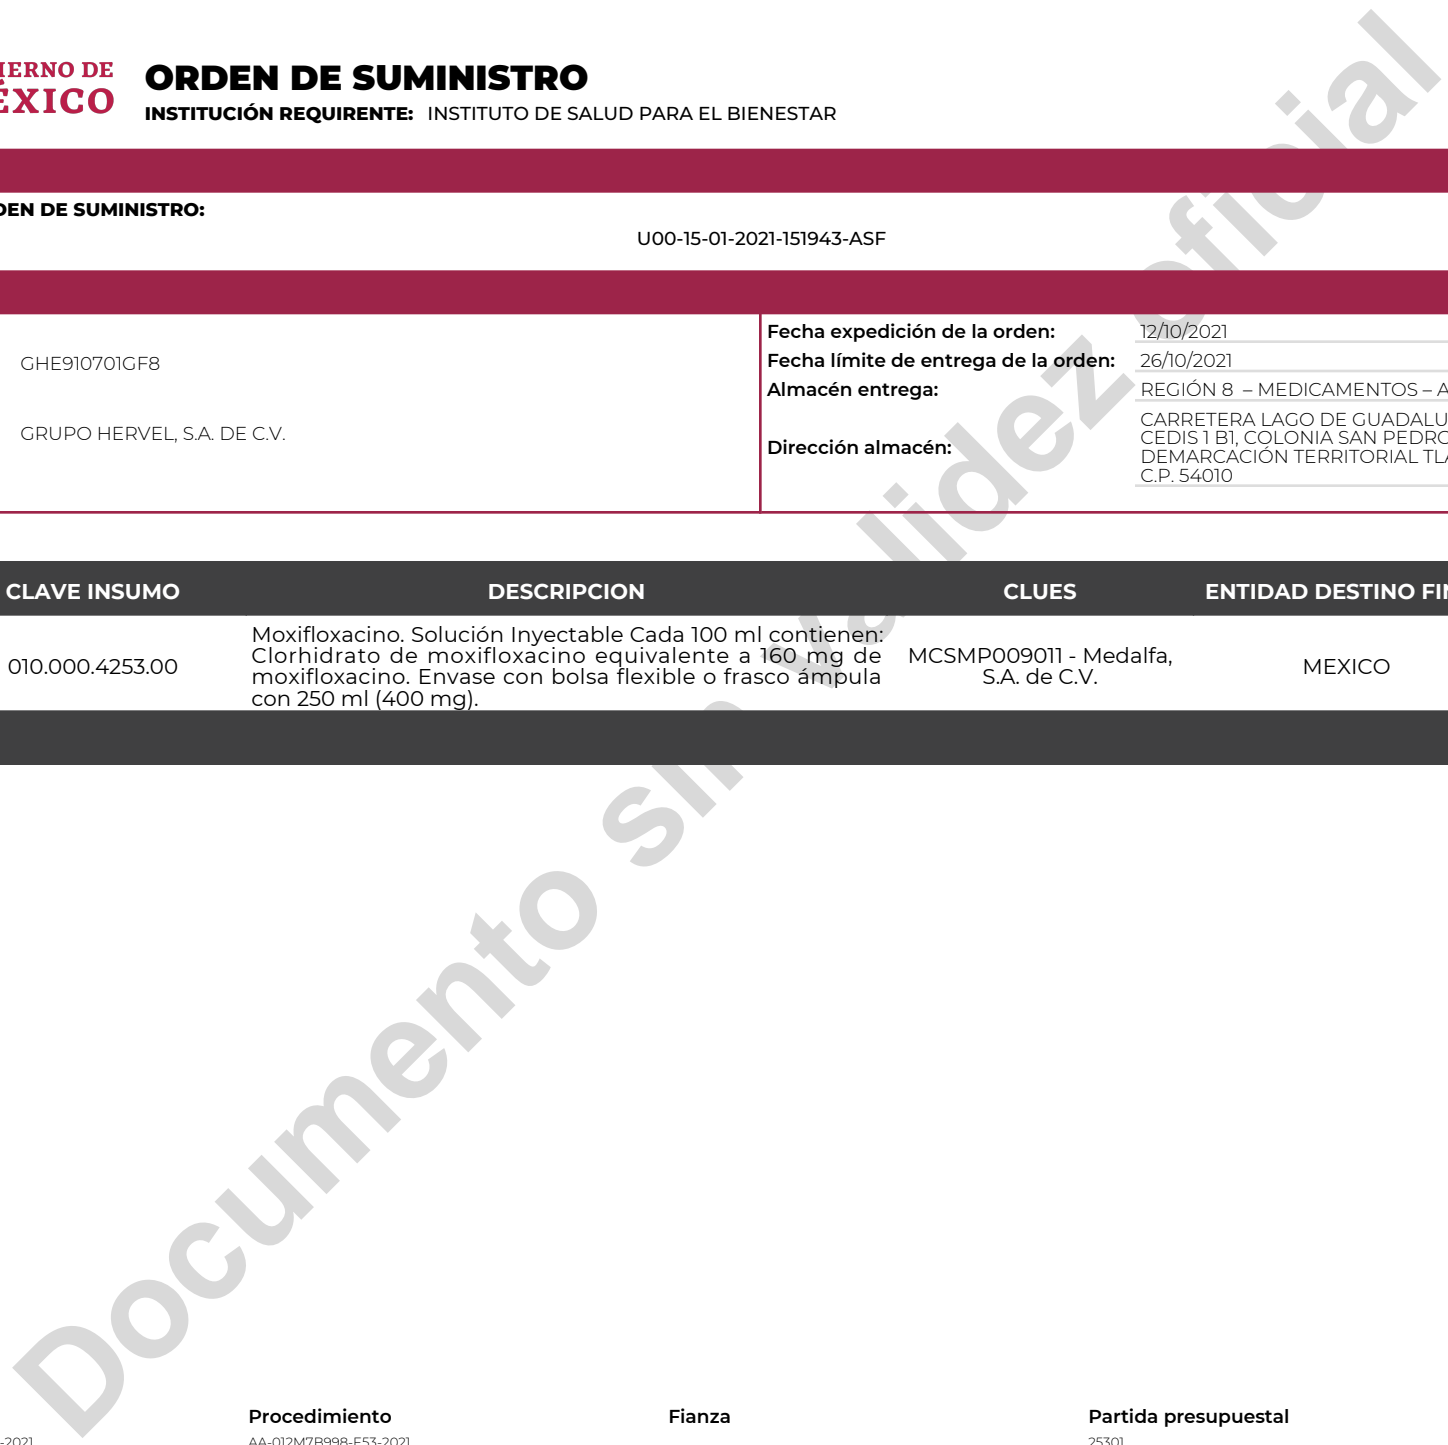 IERNO DE
ÉXICO
ORDEN DE SUMINISTRO
INSTITUCIÓN REQUIRENTE: INSTITUTO DE SALUD PARA EL BIENESTAR
DEN DE SUMINISTRO:
U00-15-01-2021-151943-ASF
GHE910701GF8
GRUPO HERVEL, S.A. DE C.V.
Fecha expedición de la orden: 12/10/2021
Fecha límite de entrega de la orden: 26/10/2021
Almacén entrega: REGIÓN 8 – MEDICAMENTOS – A
Dirección almacén:
CARRETERA LAGO DE GUADALU
CEDIS 1 B1, COLONIA SAN PEDRO
DEMARCACIÓN TERRITORIAL TLA
C.P. 54010
CLAVE INSUMO DESCRIPCION CLUES ENTIDAD DESTINO FIN
010.000.4253.00
Moxifloxacino. Solución Inyectable Cada 100 ml contienen:
Clorhidrato de moxifloxacino equivalente a 160 mg de
moxifloxacino. Envase con bolsa flexible o frasco ámpula
con 250 ml (400 mg).
MCSMP009011 - Medalfa,
S.A. de C.V.
MEXICO
Documento sin validez oficial
Procedimiento Fianza Partida presupuestal
-2021 AA-012M7B998-E53-2021 25301